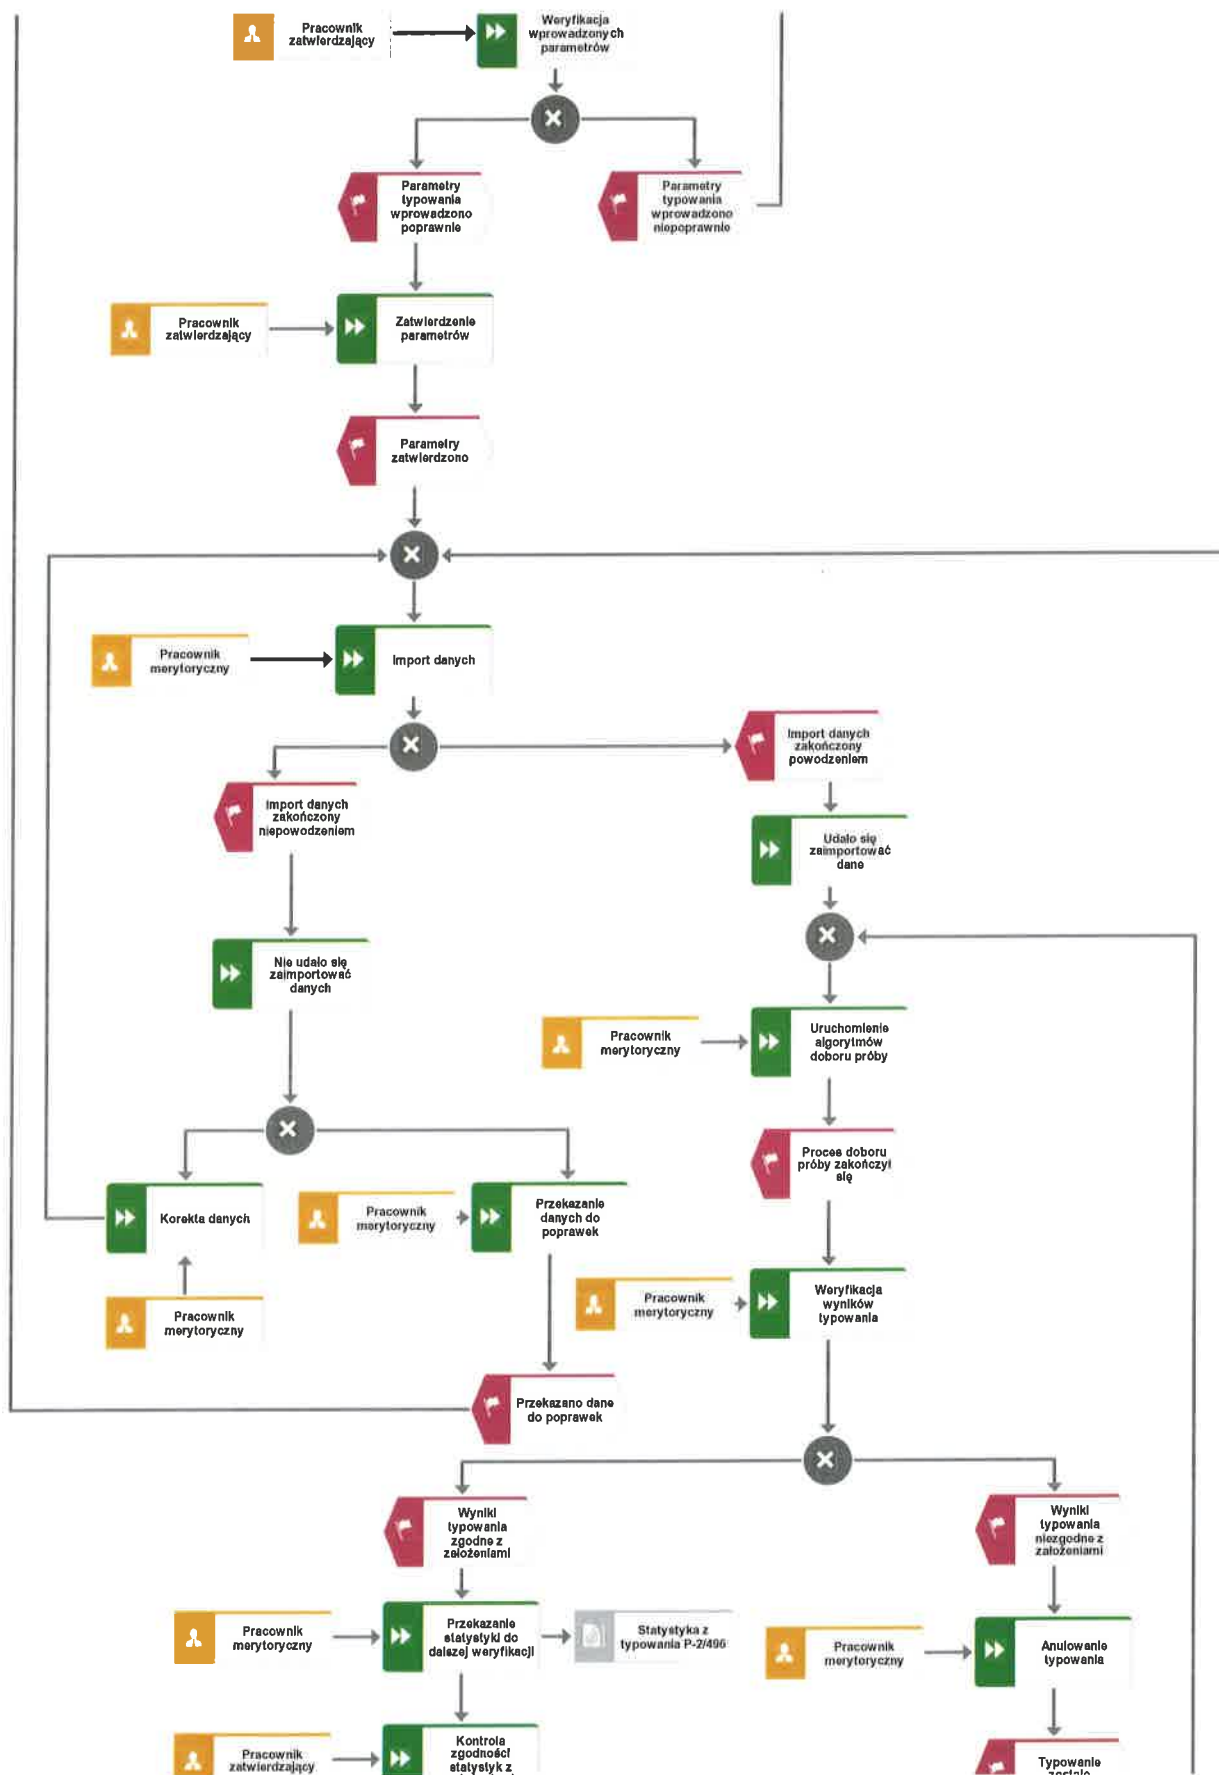 Pracownik
zatwierdzający
Weryfikacja
wprowadzonych
parametrów
Parametry
typowania
wprowadzono
poprawnie
Parametry
typowania
wprowadzono
niepoprawnie
Pracownik
zatwierdzający
Zatwierdzenie
parametrów
Parametry
zatwierdzono
Pracownik
merytoryczny
Import danych
Import danych
zakończony
powodzeniem
Import danych
zakończony
niepowodzeniem
Udało się
zaimportować
dane
Nie udało się
zaimportować
danych
Pracownik
merytoryczny
Uruchomienie
algorytmów
doboru próby
Proces doboru
próby zakończył
się
Korekta danych
Pracownik
merytoryczny
Przekazanie
danych do
poprawek
Pracownik
merytoryczny
Weryfikacja
wyników
typowania
Pracownik
merytoryczny
Przekazano dane
do poprawek
Wyniki
typowania
zgodne z
założeniami
Wyniki
typowania
niezgodne z
założeniami
Pracownik
merytoryczny
Przekazanie
statystyki do
dalszej weryfikacji
Statystyka z
typowania P-2/496
Pracownik
merytoryczny
Anulowanie
typowania
Pracownik
zatwierdzający
Kontrola
zgodności
statystyk z
Typowanie
zostało